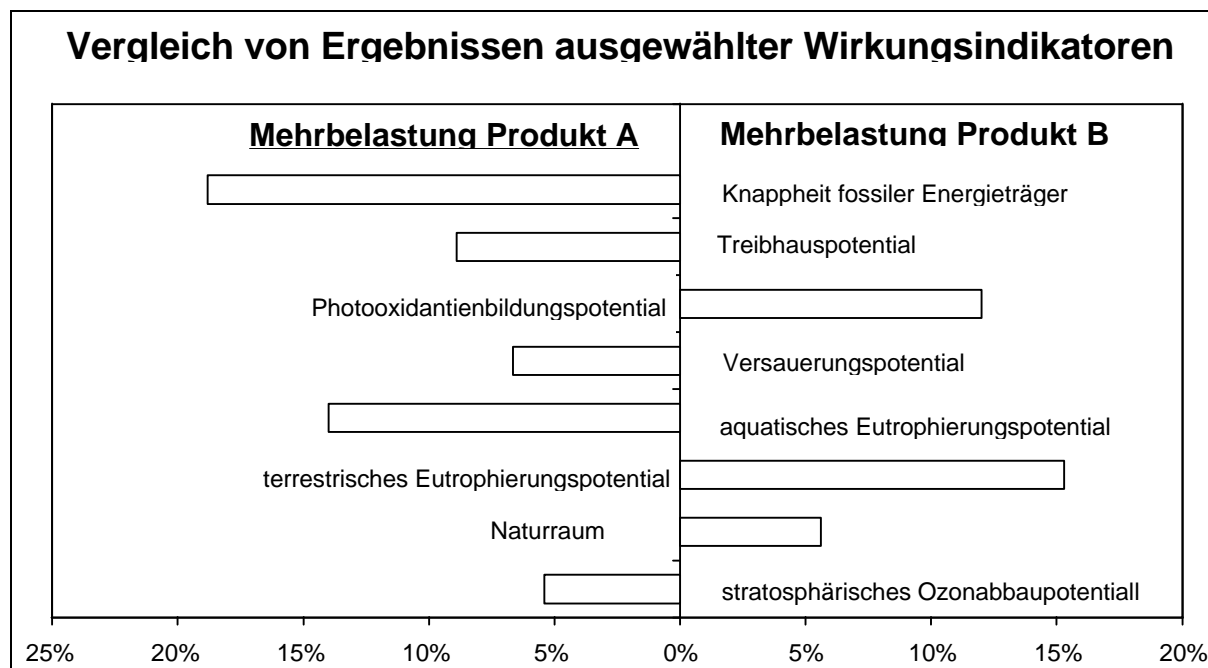 Vergleich von Ergebnissen ausgewählter Wirkungsindikatoren
Mehrbelastung Produkt A
Mehrbelastung Produkt B
Knappheit fossiler Energieträger
Treibhauspotential
Photooxidantienbildungspotential
Versauerungspotential
aquatisches Eutrophierungspotential
terrestrisches Eutrophierungspotential
Naturraum
stratosphärisches Ozonabbaupotentiall
25% 20% 15% 10% 5% 0% 5% 10% 15% 20%